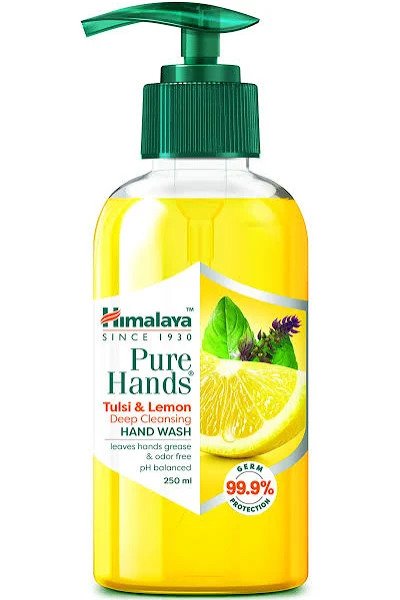 Himalaya™
SINCE 1930
Pure
Hands®
Tulsi & Lemon
Deep Cleansing
HAND WASH
leaves hands grease
& odor free
pH balanced
250 ml
GERM
99.9%
PROTECTION